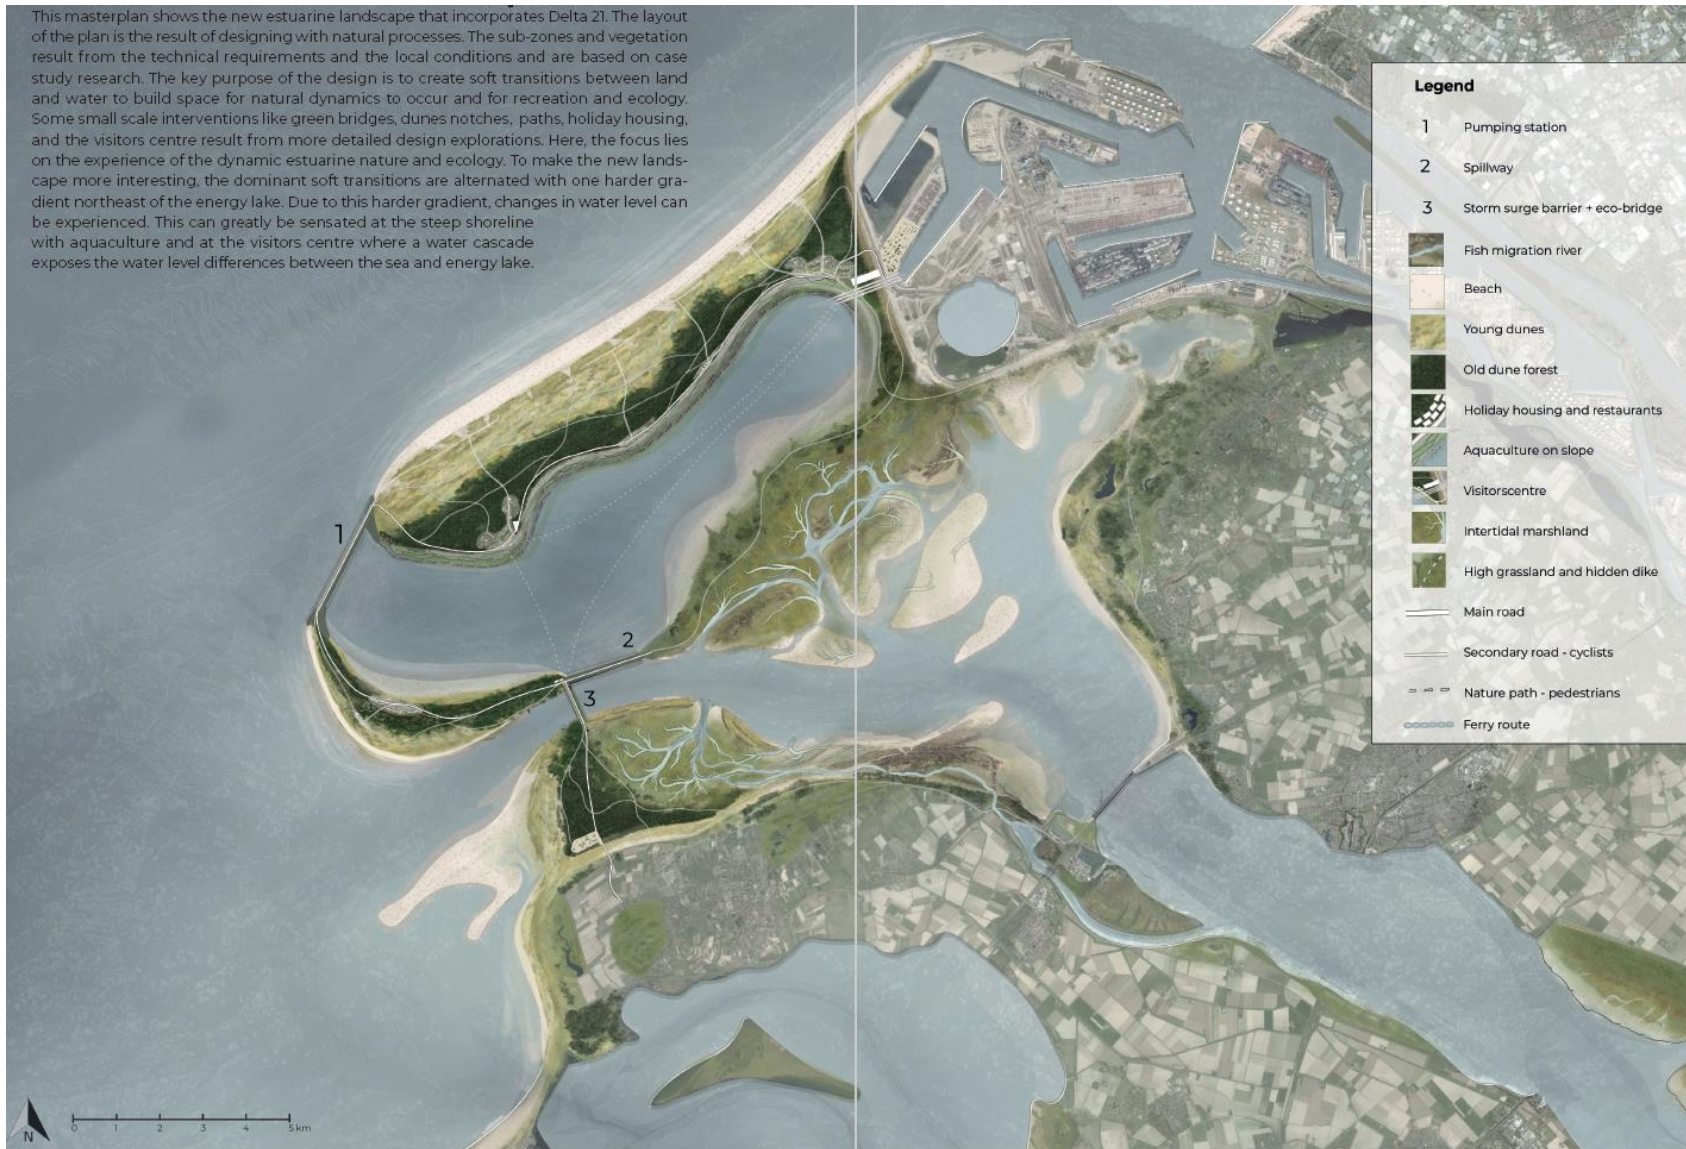 This masterplan shows the new estuarine landscape that incorporates Delta 21. The layout
of the plan is the result of designing with natural processes. The sub-zones and vegetation
result from the technical requirements and the local conditions and are based on case
study research. The key purpose of the design is to create soft transitions between land
and water to build space for natural dynamics to occur and for recreation and ecology.
Some small scale interventions like green bridges, dunes notches, paths, holiday housing,
and the visitors centre result from more detailed design explorations. Here, the focus lies
on the experience of the dynamic estuarine nature and ecology. To make the new lands-
cape more interesting, the dominant soft transitions are alternated with one harder gra-
dient northeast of the energy lake. Due to this harder gradient, changes in water level can
be experienced. This can greatly be sensated at the steep shoreline
with aquaculture and at the visitors centre where a water cascade
exposes the water level differences between the sea and energy lake.
Legend
1 Pumping station
2 Spillway
3 Storm surge barrier + eco-bridge
Fish migration river
Beach
Young dunes
Old dune forest
Holiday housing and restaurants
Aquaculture on slope
Visitorscentre
Intertidal marshland
High grassland and hidden dike
Main road
Secondary road - cyclists
Nature path - pedestrians
Ferry route
1
2
3
N
0 1 2 3 4 5 km